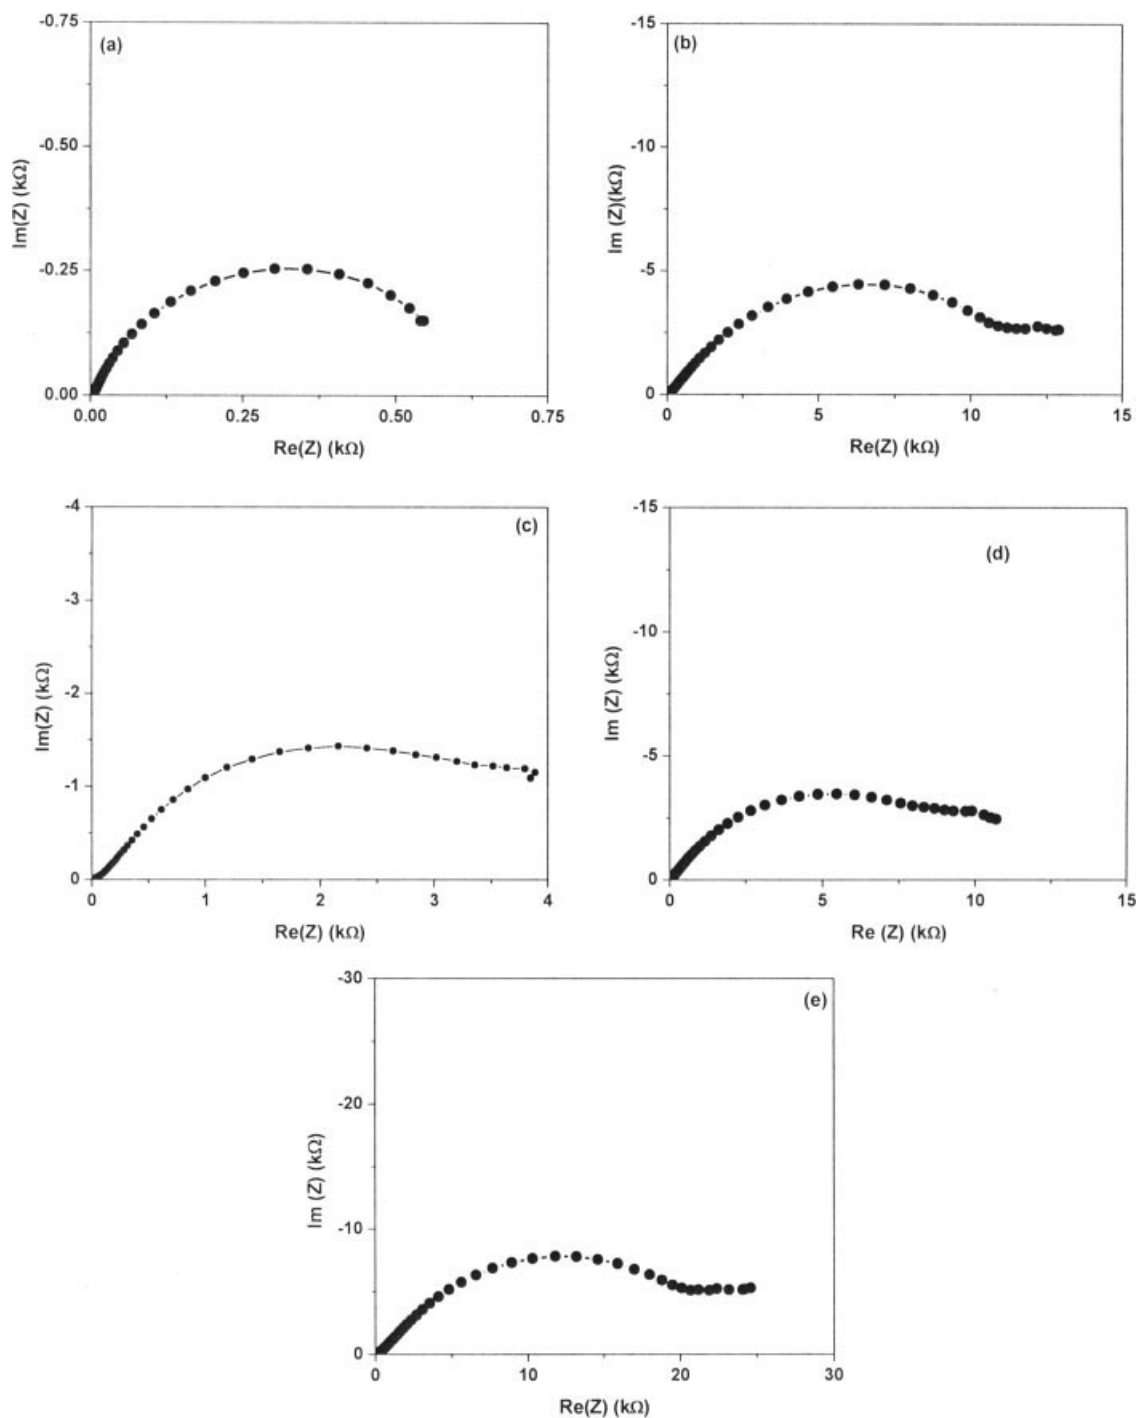 (a)
-0.75
-0.50
-0.25
0.00
0.00 0.25 0.50 0.75
Im(Z) (kΩ)
Re(Z) (kΩ)
(b)
-15
-10
-5
0
0 5 10 15
Im (Z)(kΩ)
Re(Z) (kΩ)
(c)
-4
-3
-2
-1
0
0 1 2 3 4
Im(Z) (kΩ)
Re(Z) (kΩ)
(d)
-15
-10
-5
0
0 5 10 15
Im (Z) (kΩ)
Re (Z) (kΩ)
(e)
-30
-20
-10
0
0 10 20 30
Im (Z) (kΩ)
Re(Z) (kΩ)